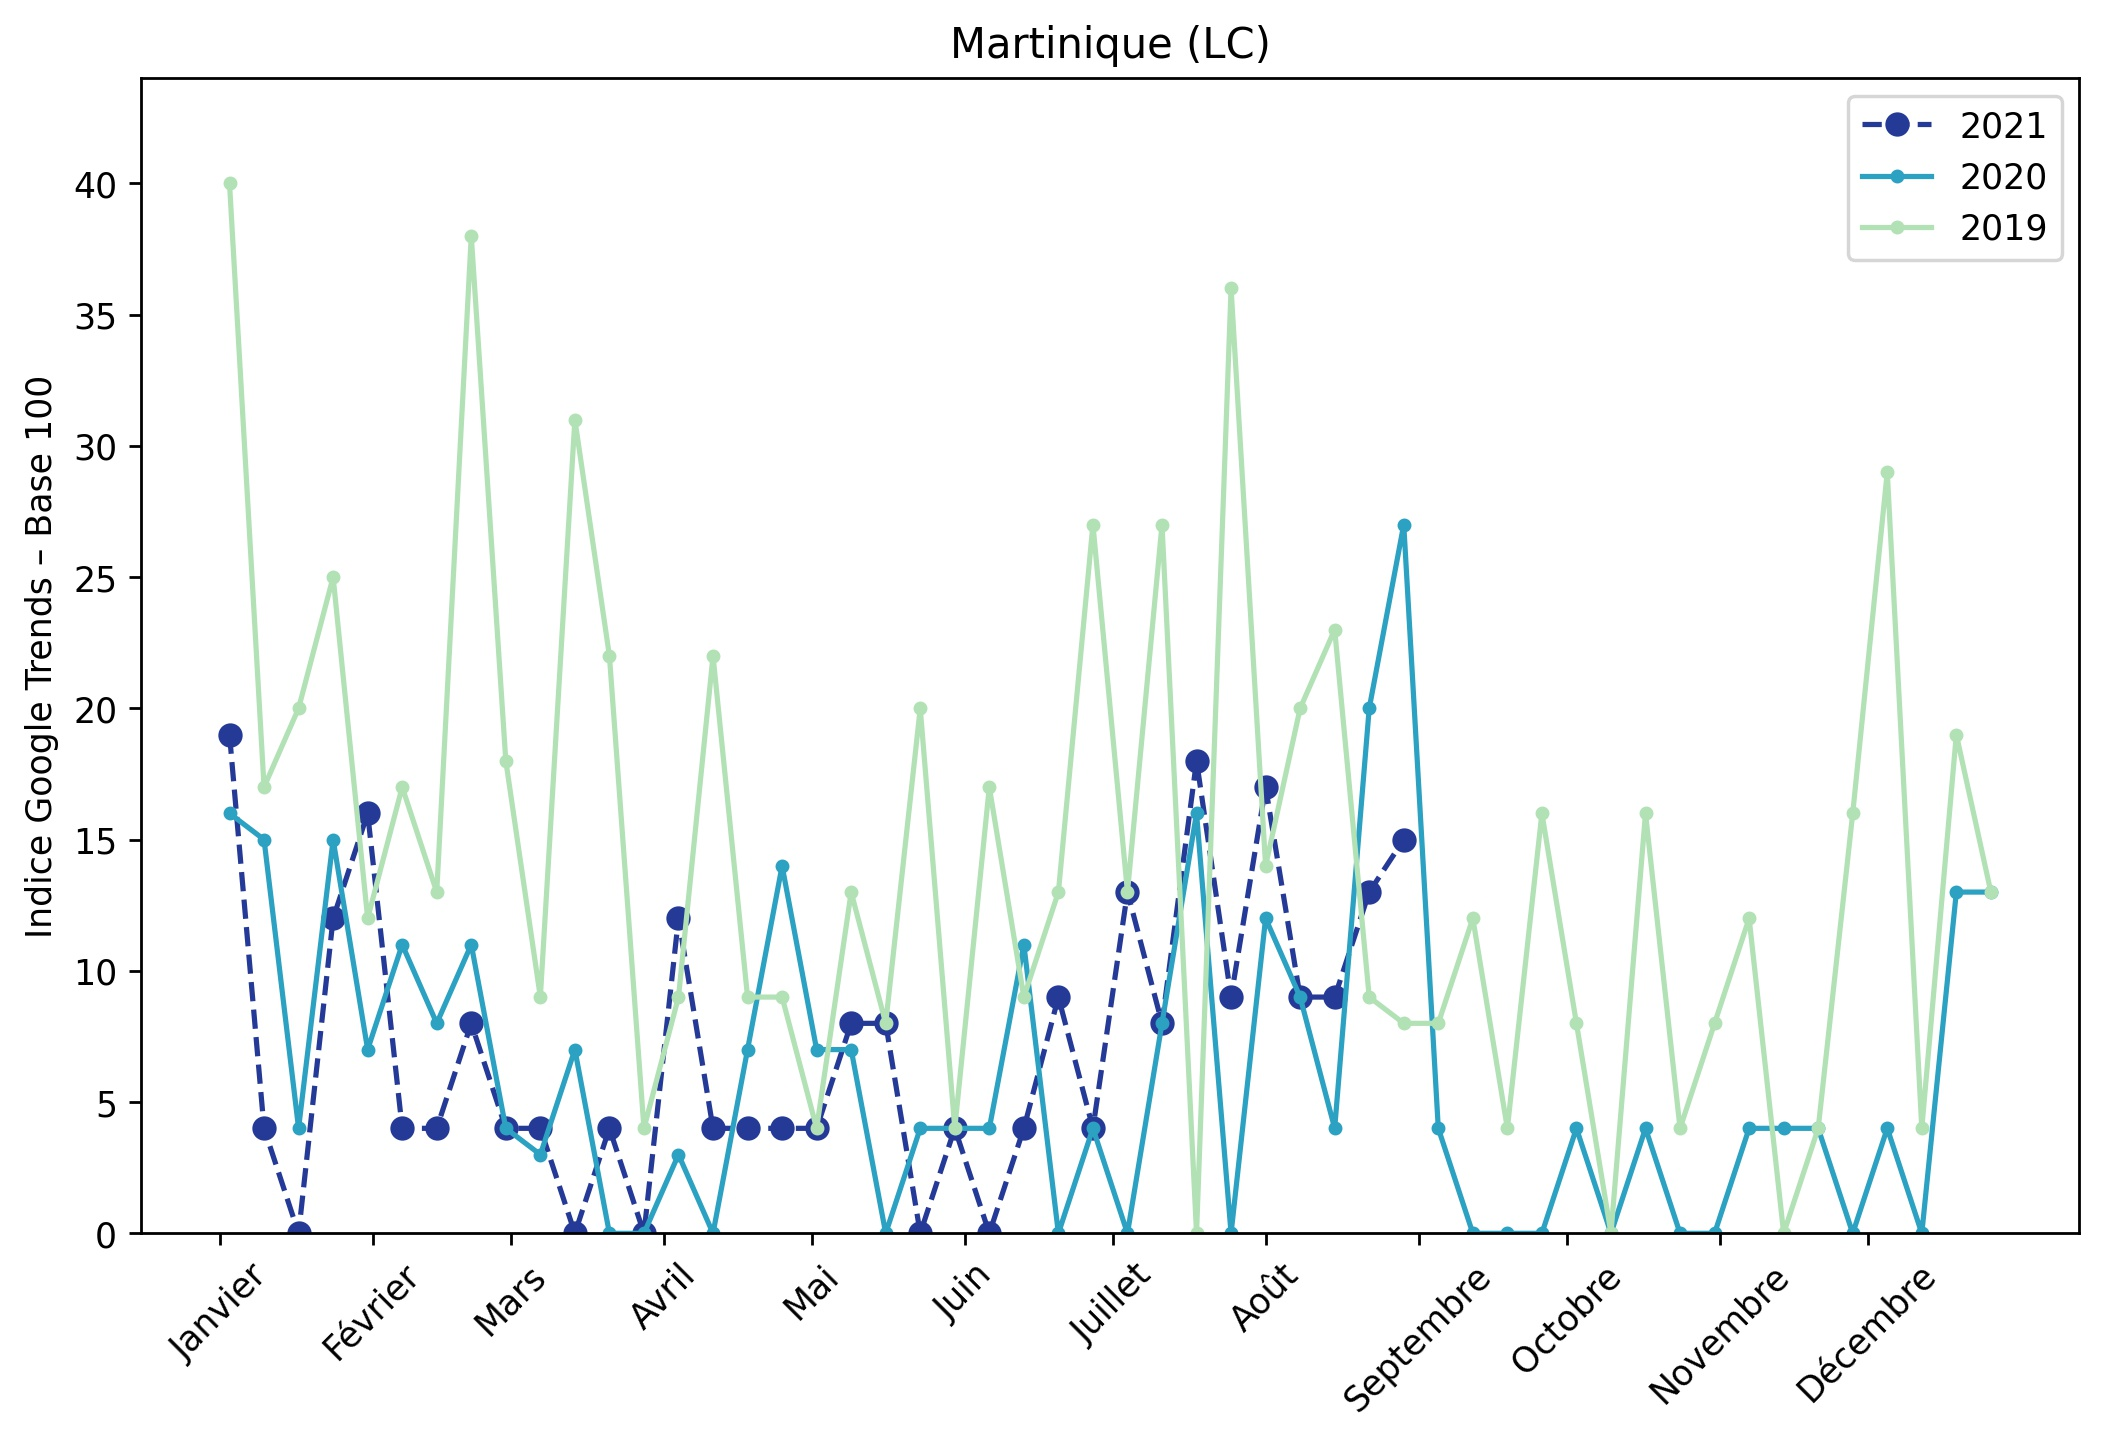 Martinique (LC)
Indice Google Trends – Base 100
40
35
30
25
20
15
10
5
0
2021
2020
2019
Janvier
Février
Mars
Avril
Mai
Juin
Juillet
Août
Septembre
Octobre
Novembre
Décembre